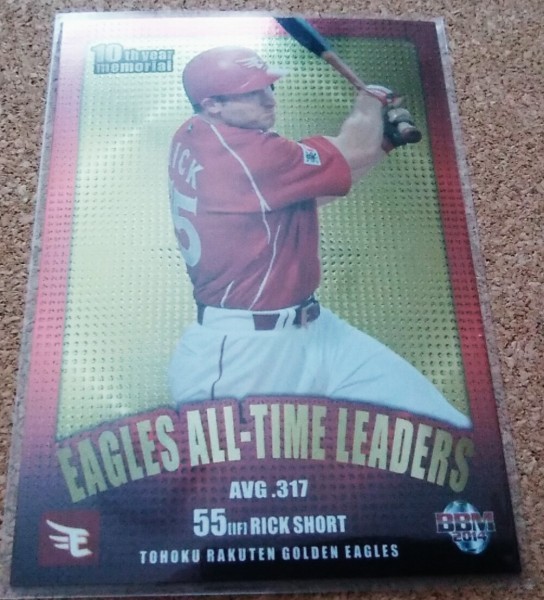 10th year
memorial
ICK
5
EAGLES ALL-TIME LEADERS
AVG .317
55[IF] RICK SHORT
TOHOKU RAKUTEN GOLDEN EAGLES
E
BBM
2014